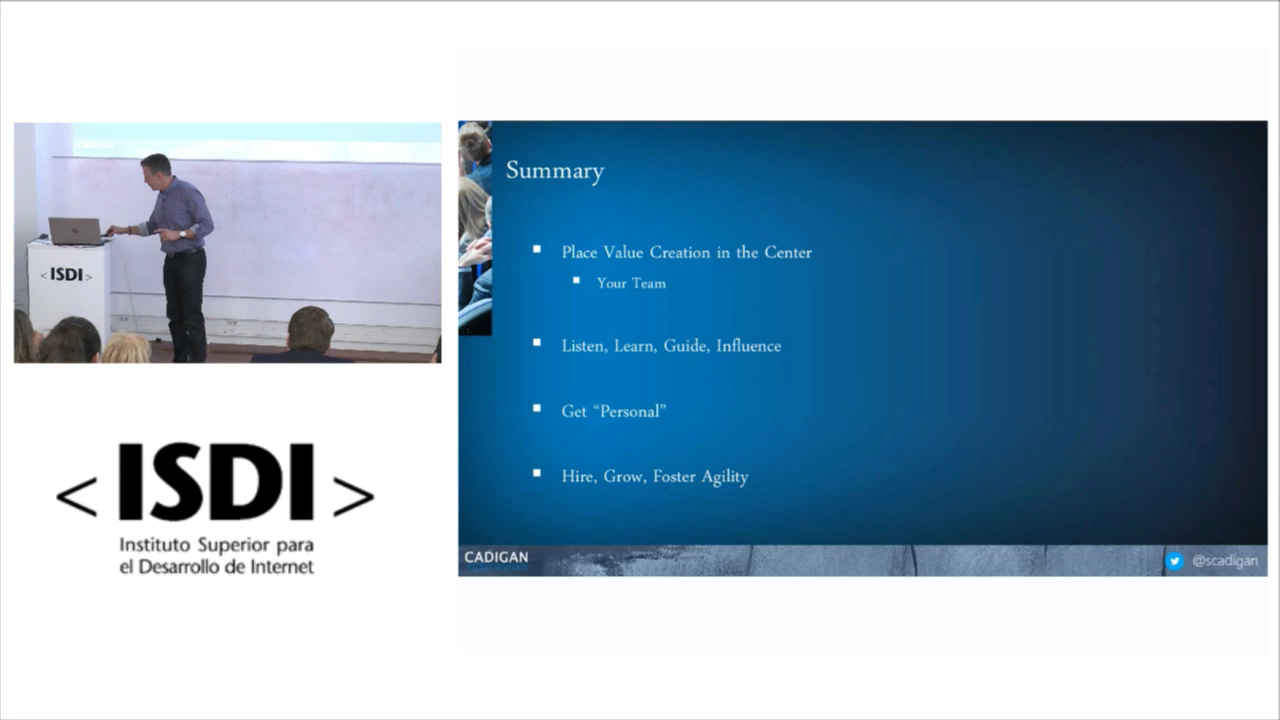 <ISDI>
<ISDI>
Instituto Superior para
el Desarrollo de Internet
Summary
Place Value Creation in the Center
Your Team
Listen, Learn, Guide, Influence
Get “Personal”
Hire, Grow, Foster Agility
CADIGAN
@scadigan